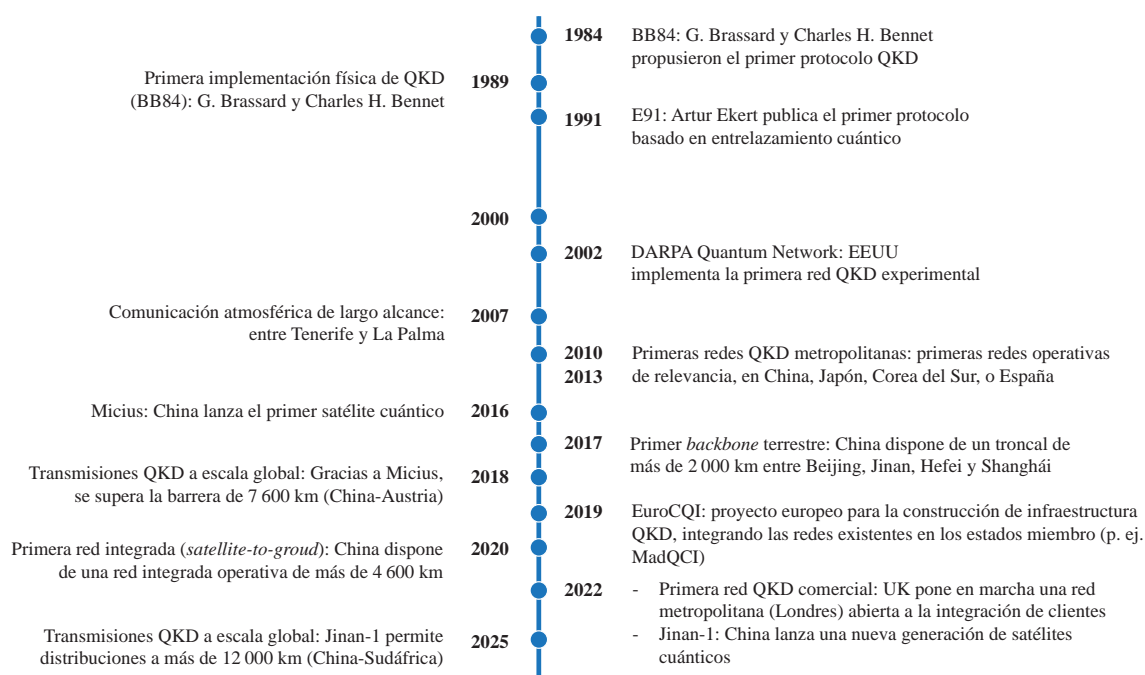 1984 BB84: G. Brassard y Charles H. Bennet
propusieron el primer protocolo QKD
Primera implementación física de QKD 1989
(BB84): G. Brassard y Charles H. Bennet
1991 E91: Artur Ekert publica el primer protocolo
basado en entrelazamiento cuántico
2000
2002 DARPA Quantum Network: EEUU
implementa la primera red QKD experimental
Comunicación atmosférica de largo alcance: 2007
entre Tenerife y La Palma
2010 Primeras redes QKD metropolitanas: primeras redes operativas
2013 de relevancia, en China, Japón, Corea del Sur, o España
Micius: China lanza el primer satélite cuántico 2016
2017 Primer backbone terrestre: China dispone de un troncal de
más de 2 000 km entre Beijing, Jinan, Hefei y Shanghái
Transmisiones QKD a escala global: Gracias a Micius, 2018
se supera la barrera de 7 600 km (China-Austria)
2019 EuroCQI: proyecto europeo para la construcción de infraestructura
QKD, integrando las redes existentes en los estados miembro (p. ej.
MadQCI)
Primera red integrada (satellite-to-groud): China dispone 2020
de una red integrada operativa de más de 4 600 km
2022 - Primera red QKD comercial: UK pone en marcha una red
metropolitana (Londres) abierta a la integración de clientes
- Jinan-1: China lanza una nueva generación de satélites
cuánticos
Transmisiones QKD a escala global: Jinan-1 permite 2025
distribuciones a más de 12 000 km (China-Sudáfrica)